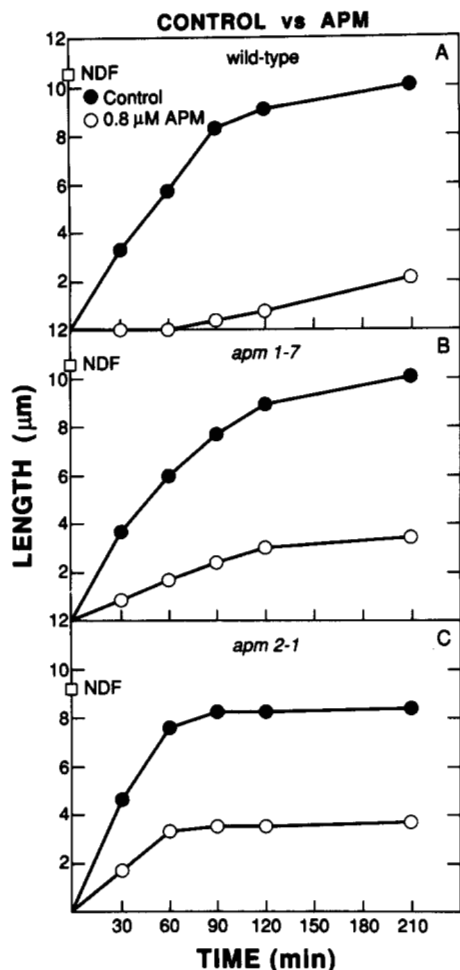 CONTROL vs APM
12
wild-type
A
NDF
10
Control
0.8 μM APM
8
6
4
2
12
apm 1-7
B
NDF
10
8
6
4
2
12
apm 2-1
C
10
NDF
8
6
4
2
LENGTH (μm)
30 60 90 120 150 180 210
TIME (min)